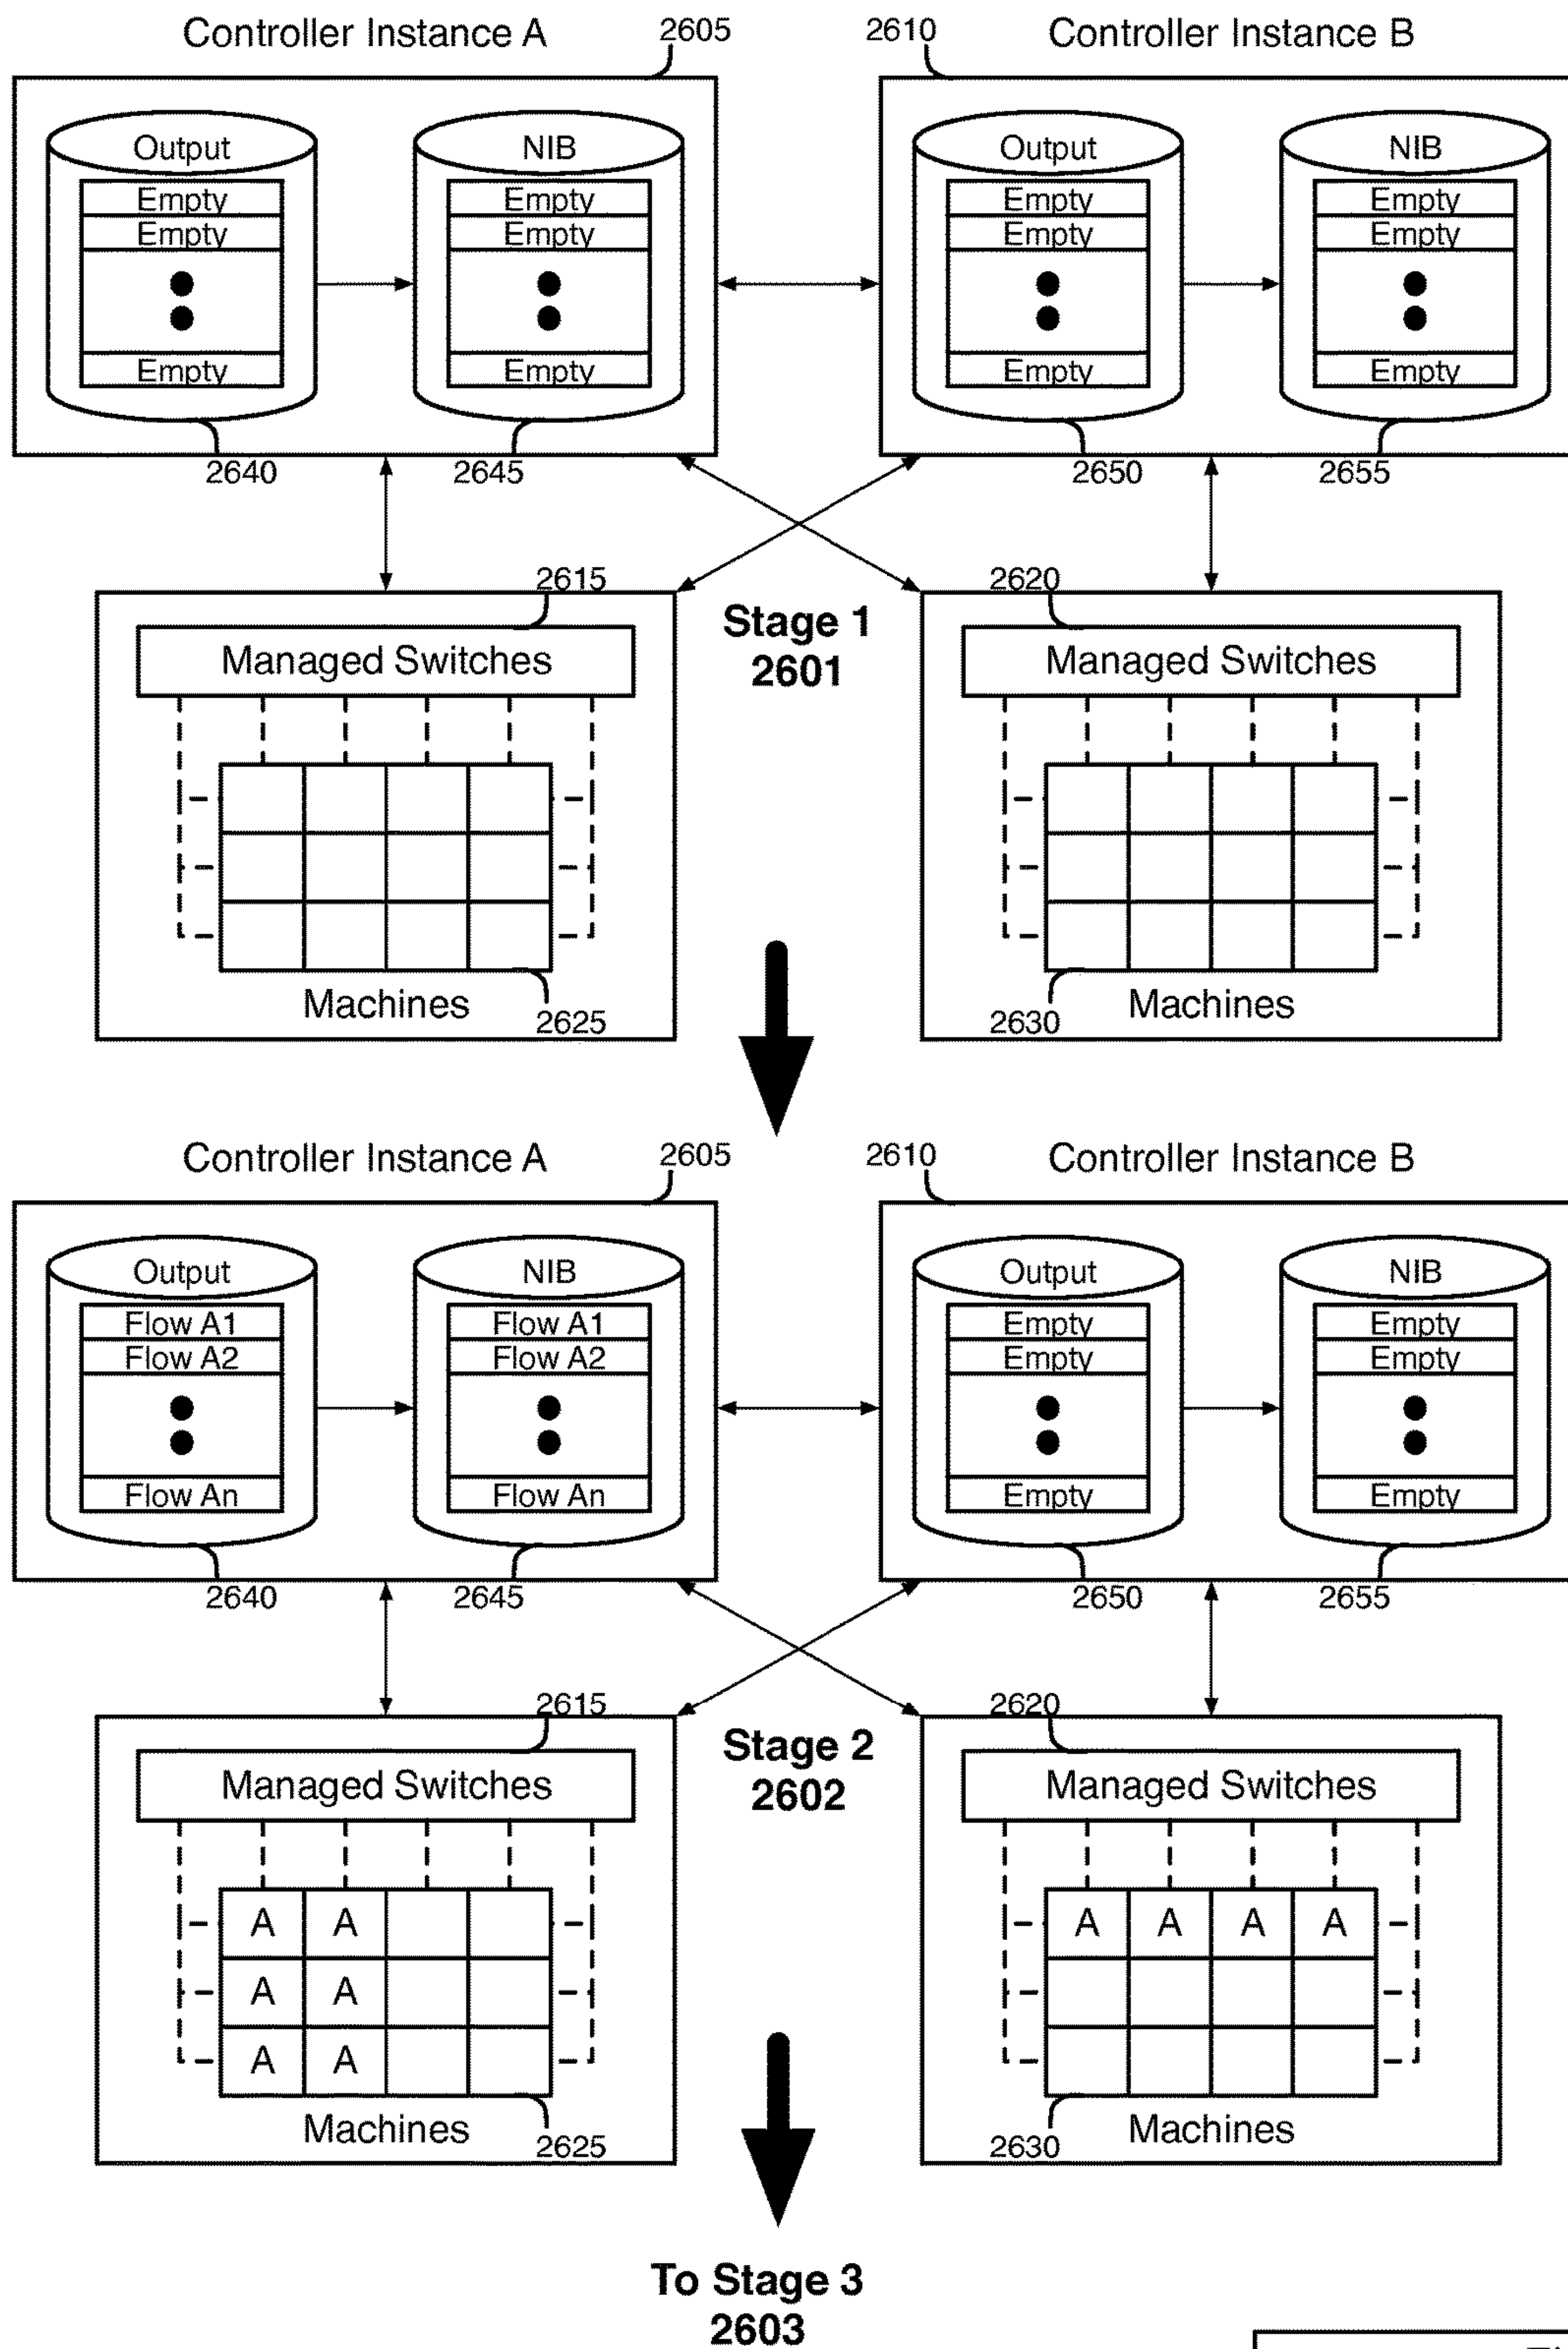 Controller Instance A
2605
2610
Controller Instance B
Output
NIB
Output
NIB
Empty
Empty
Empty
Empty
Empty
Empty
Empty
Empty
Empty
Empty
Empty
Empty
2640
2645
2650
2655
2615
2620
Stage 1
2601
Managed Switches
Managed Switches
Machines
2625
2630
Machines
Controller Instance A
2605
2610
Controller Instance B
Output
NIB
Output
NIB
Flow A1
Flow A1
Empty
Empty
Flow A2
Flow A2
Empty
Empty
Flow An
Flow An
Empty
Empty
2640
2645
2650
2655
2615
2620
Stage 2
2602
Managed Switches
Managed Switches
A A
A A A A
A A
A A
Machines
2625
2630
Machines
To Stage 3
2603